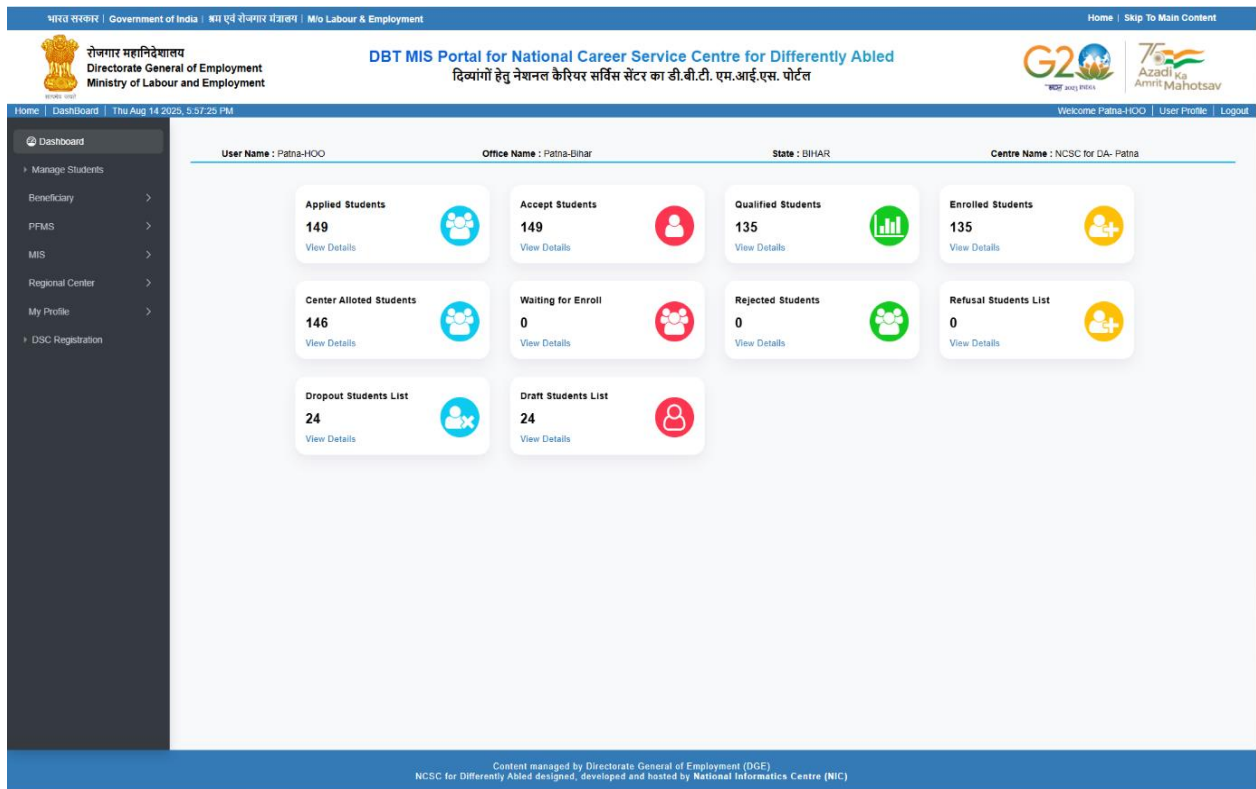 भारत सरकार | Government of India | श्रम एवं रोजगार मंत्रालय | M/o Labour & Employment
Home | Skip To Main Content
रोजगार महानिदेशालय
Directorate General of Employment
Ministry of Labour and Employment
सत्यमेव जयते
DBT MIS Portal for National Career Service Centre for Differently Abled
दिव्यांगों हेतु नेशनल कैरियर सर्विस सेंटर का डी.बी.टी. एम.आई.एस. पोर्टल
G2
भारत 2023 INDIA
Azadi Ka
Amrit Mahotsav
Home | DashBoard | Thu Aug 14 2025, 5:57:25 PM
Welcome Patna-HOO | User Profile | Logout
Dashboard
Manage Students
Beneficiary
PFMS
MIS
Regional Center
My Profile
DSC Registration
User Name : Patna-HOO
Office Name : Patna-Bihar
State : BIHAR
Centre Name : NCSC for DA- Patna
Applied Students
149
View Details
Accept Students
149
View Details
Qualified Students
135
View Details
Enrolled Students
135
View Details
Center Alloted Students
146
View Details
Waiting for Enroll
0
View Details
Rejected Students
0
View Details
Refusal Students List
0
View Details
Dropout Students List
24
View Details
Draft Students List
24
View Details
Content managed by Directorate General of Employment (DGE)
NCSC for Differently Abled designed, developed and hosted by National Informatics Centre (NIC)